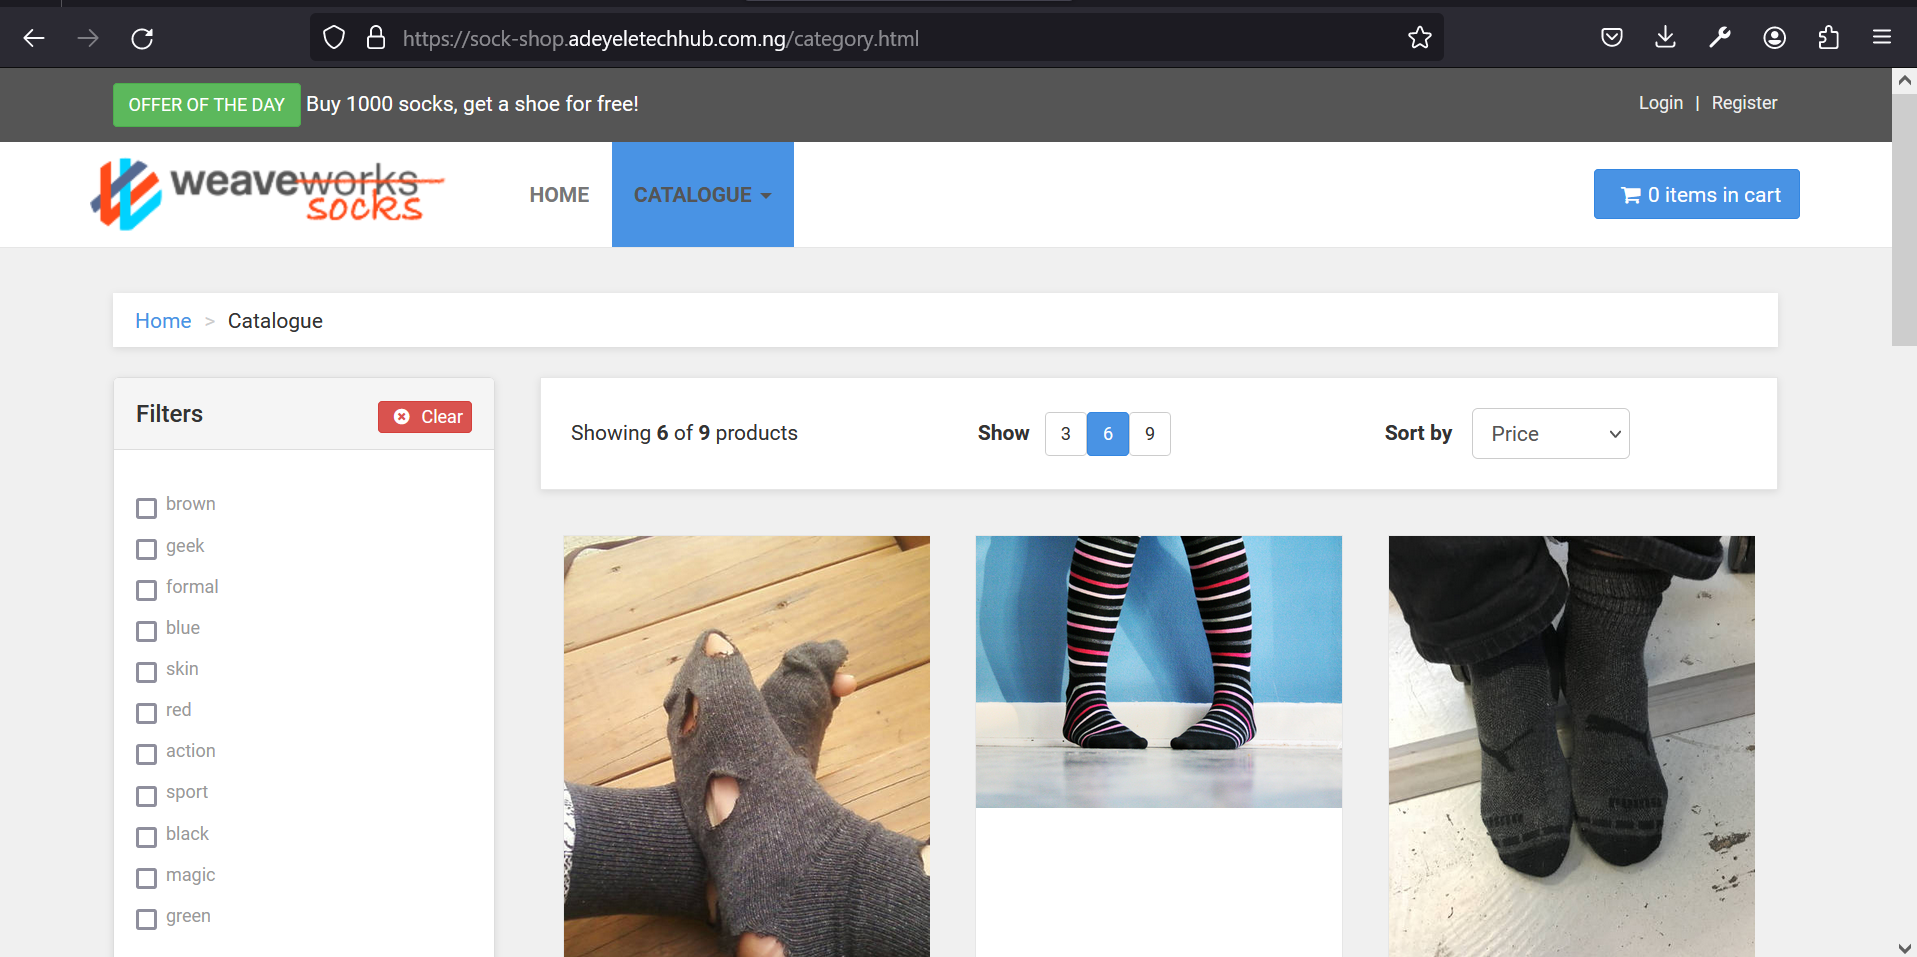 https://sock-shop.adeyeletechhub.com.ng/category.html
OFFER OF THE DAY Buy 1000 socks, get a shoe for free!
Login | Register
weaveworks
socks
HOME
CATALOGUE
0 items in cart
Home > Catalogue
Filters
Clear
Showing 6 of 9 products
Show 3 6 9
Sort by Price
brown
geek
formal
blue
skin
red
action
sport
black
magic
green